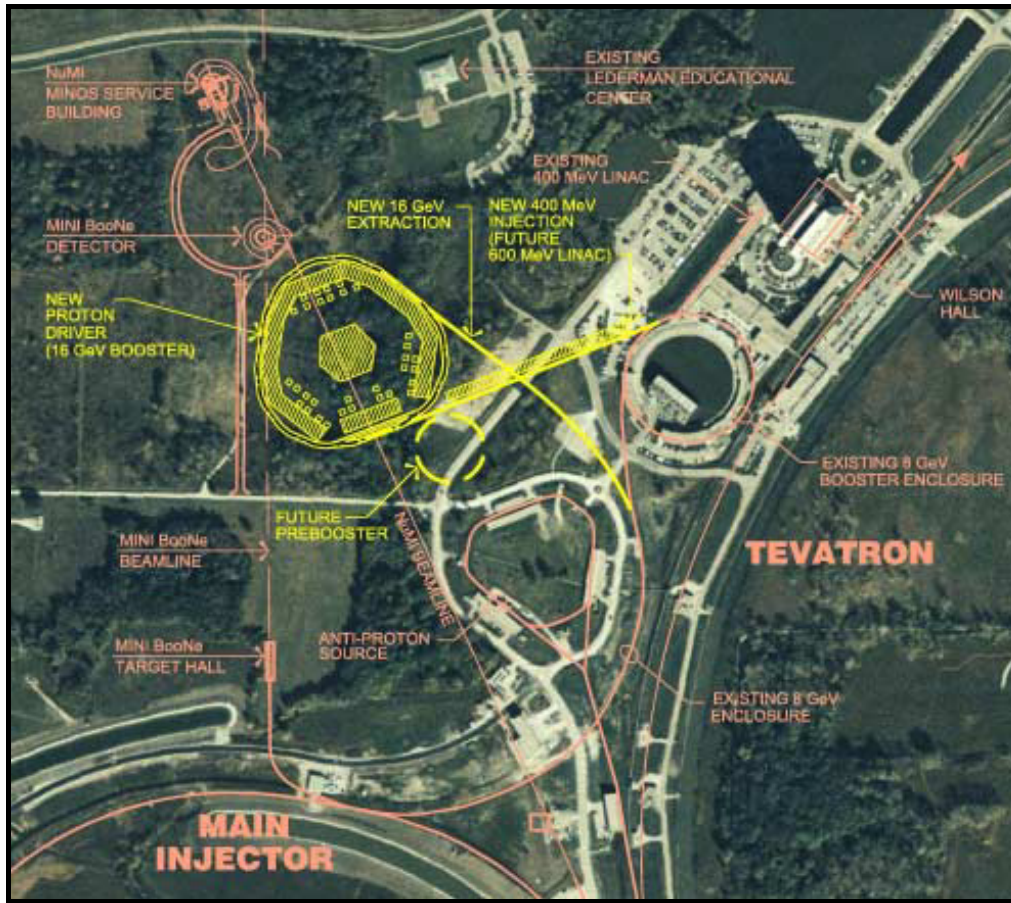 NuMI
MINOS SERVICE
BUILDING
EXISTING
LEDERMAN EDUCATIONAL
CENTER
EXISTING
400 MeV LINAC
NEW 16 GeV
EXTRACTION
NEW 400 MeV
INJECTION
(FUTURE
600 MeV LINAC)
MINI BooNe
DETECTOR
NEW
PROTON
DRIVER
(16 GeV BOOSTER)
WILSON
HALL
EXISTING 8 GeV
BOOSTER ENCLOSURE
FUTURE
PREBOOSTER
NuMI BEAMLINE
MINI BooNe
BEAMLINE
TEVATRON
ANTI-PROTON
SOURCE
MINI BooNe
TARGET HALL
EXISTING 8 GeV
ENCLOSURE
MAIN
INJECTOR